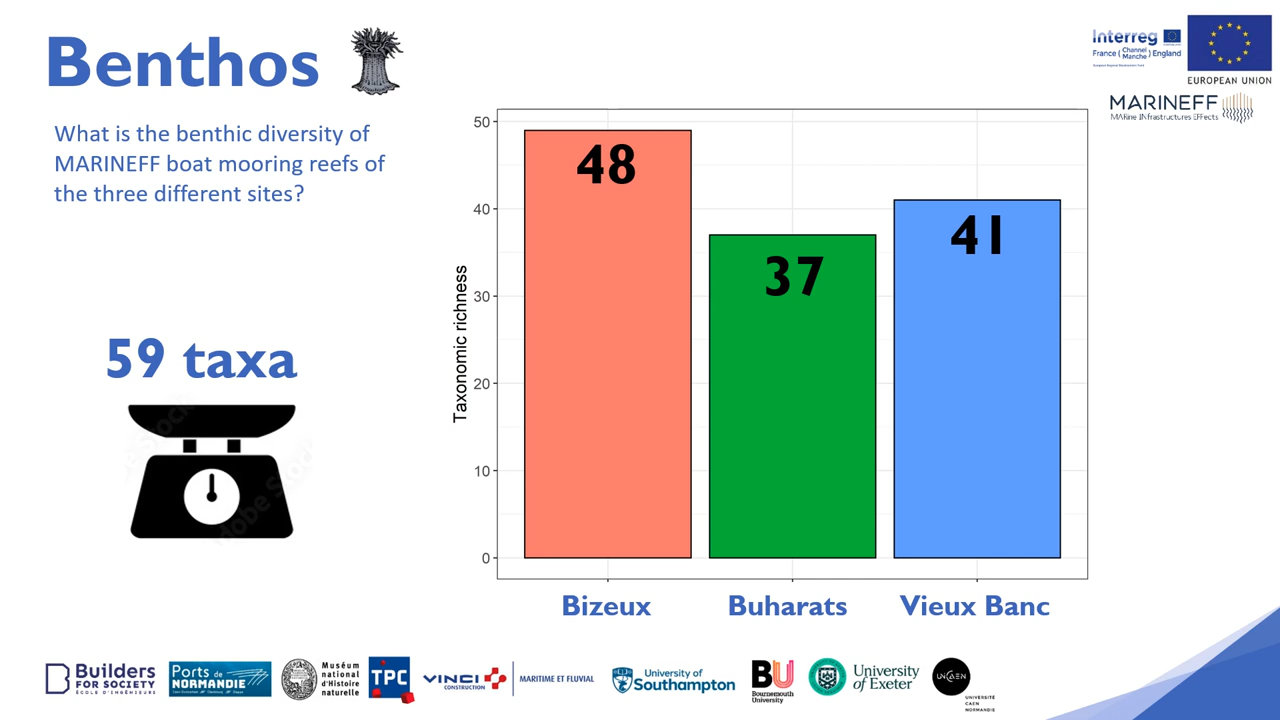 Benthos
What is the benthic diversity of
MARINEFF boat mooring reefs of
the three different sites?
59 taxa
Interreg
France ( Channel Manche ) England
EUROPEAN UNION
MARINEFF
MARine INfrastructures EFfects
Taxonomic richness
50
40
30
20
10
0
48
37
41
Bizeux
Buharats
Vieux Banc
Builders
FOR SOCIETY
ÉCOLE D'INGÉNIEURS
Ports de
NORMANDIE
Muséum
national
d'Histoire
naturelle
TPC
VINCI
CONSTRUCTION
MARITIME ET FLUVIAL
University of
Southampton
BU
Bournemouth
University
University
of Exeter
UNICAEN
UNIVERSITÉ
CAEN
NORMANDIE